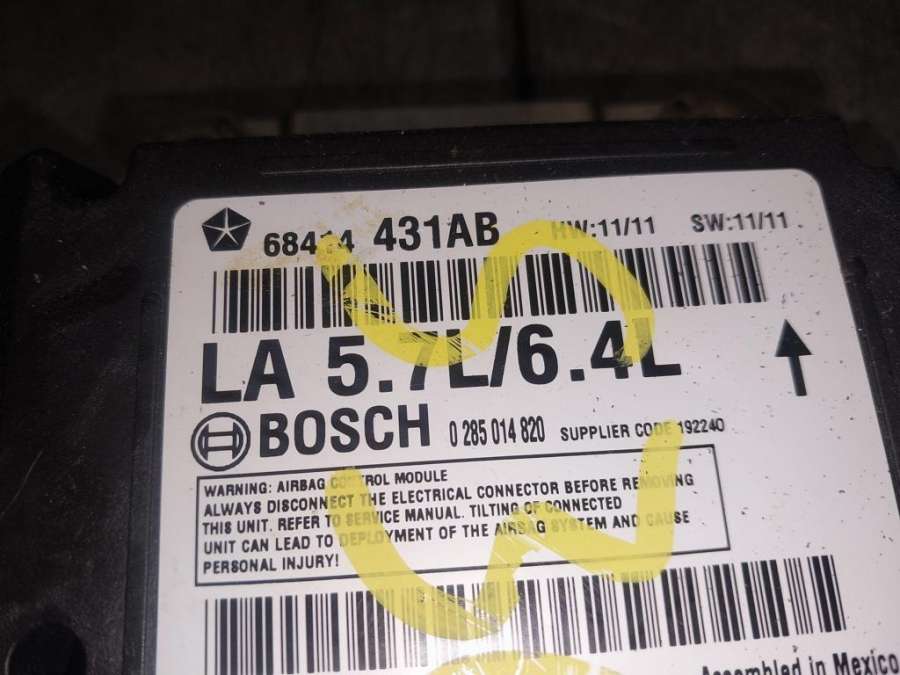 68414 431AB HW:11/11 SW:11/11
LA 5.7L/6.4L
BOSCH 0 285 014 820 SUPPLIER CODE 192240
WARNING: AIRBAG CONTROL MODULE
ALWAYS DISCONNECT THE ELECTRICAL CONNECTOR BEFORE REMOVING
THIS UNIT. REFER TO SERVICE MANUAL. TILTING OF CONNECTED
UNIT CAN LEAD TO DEPLOYMENT OF THE AIRBAG SYSTEM AND CAUSE
PERSONAL INJURY!
Assembled in Mexico